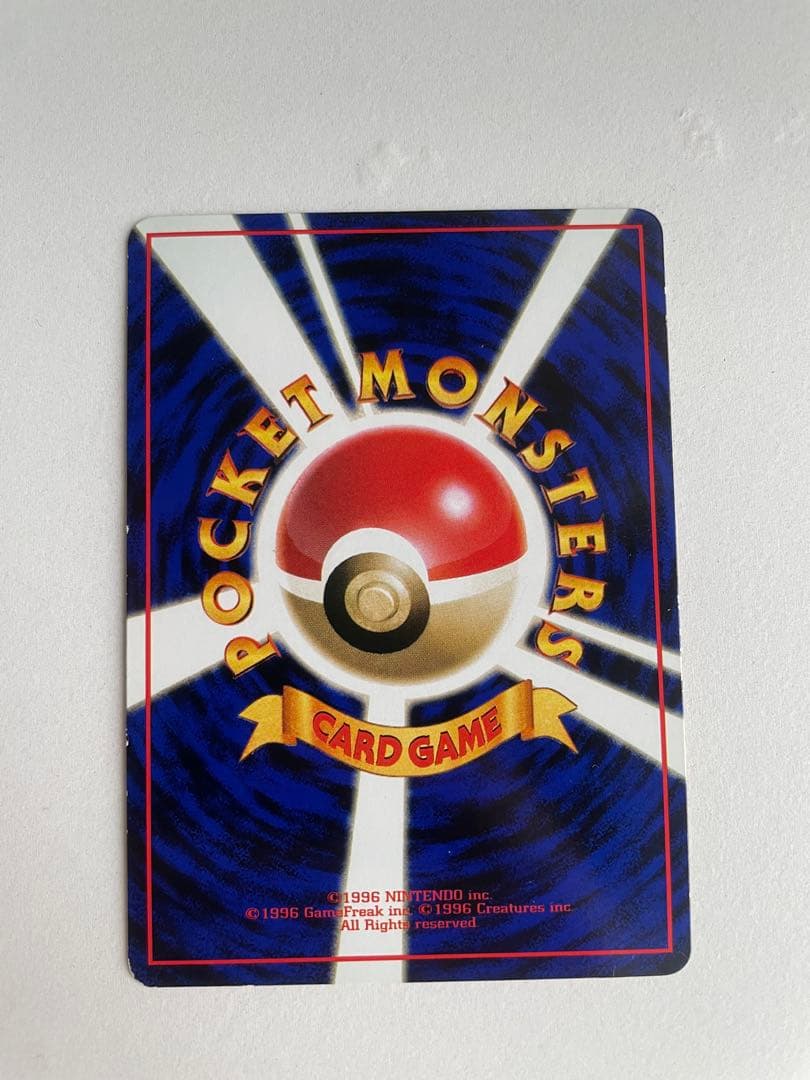 POCKET MONSTERS
CARD GAME
©1996 NINTENDO inc.
©1996 GameFreak inc. ©1996 Creatures inc.
All Rights reserved.